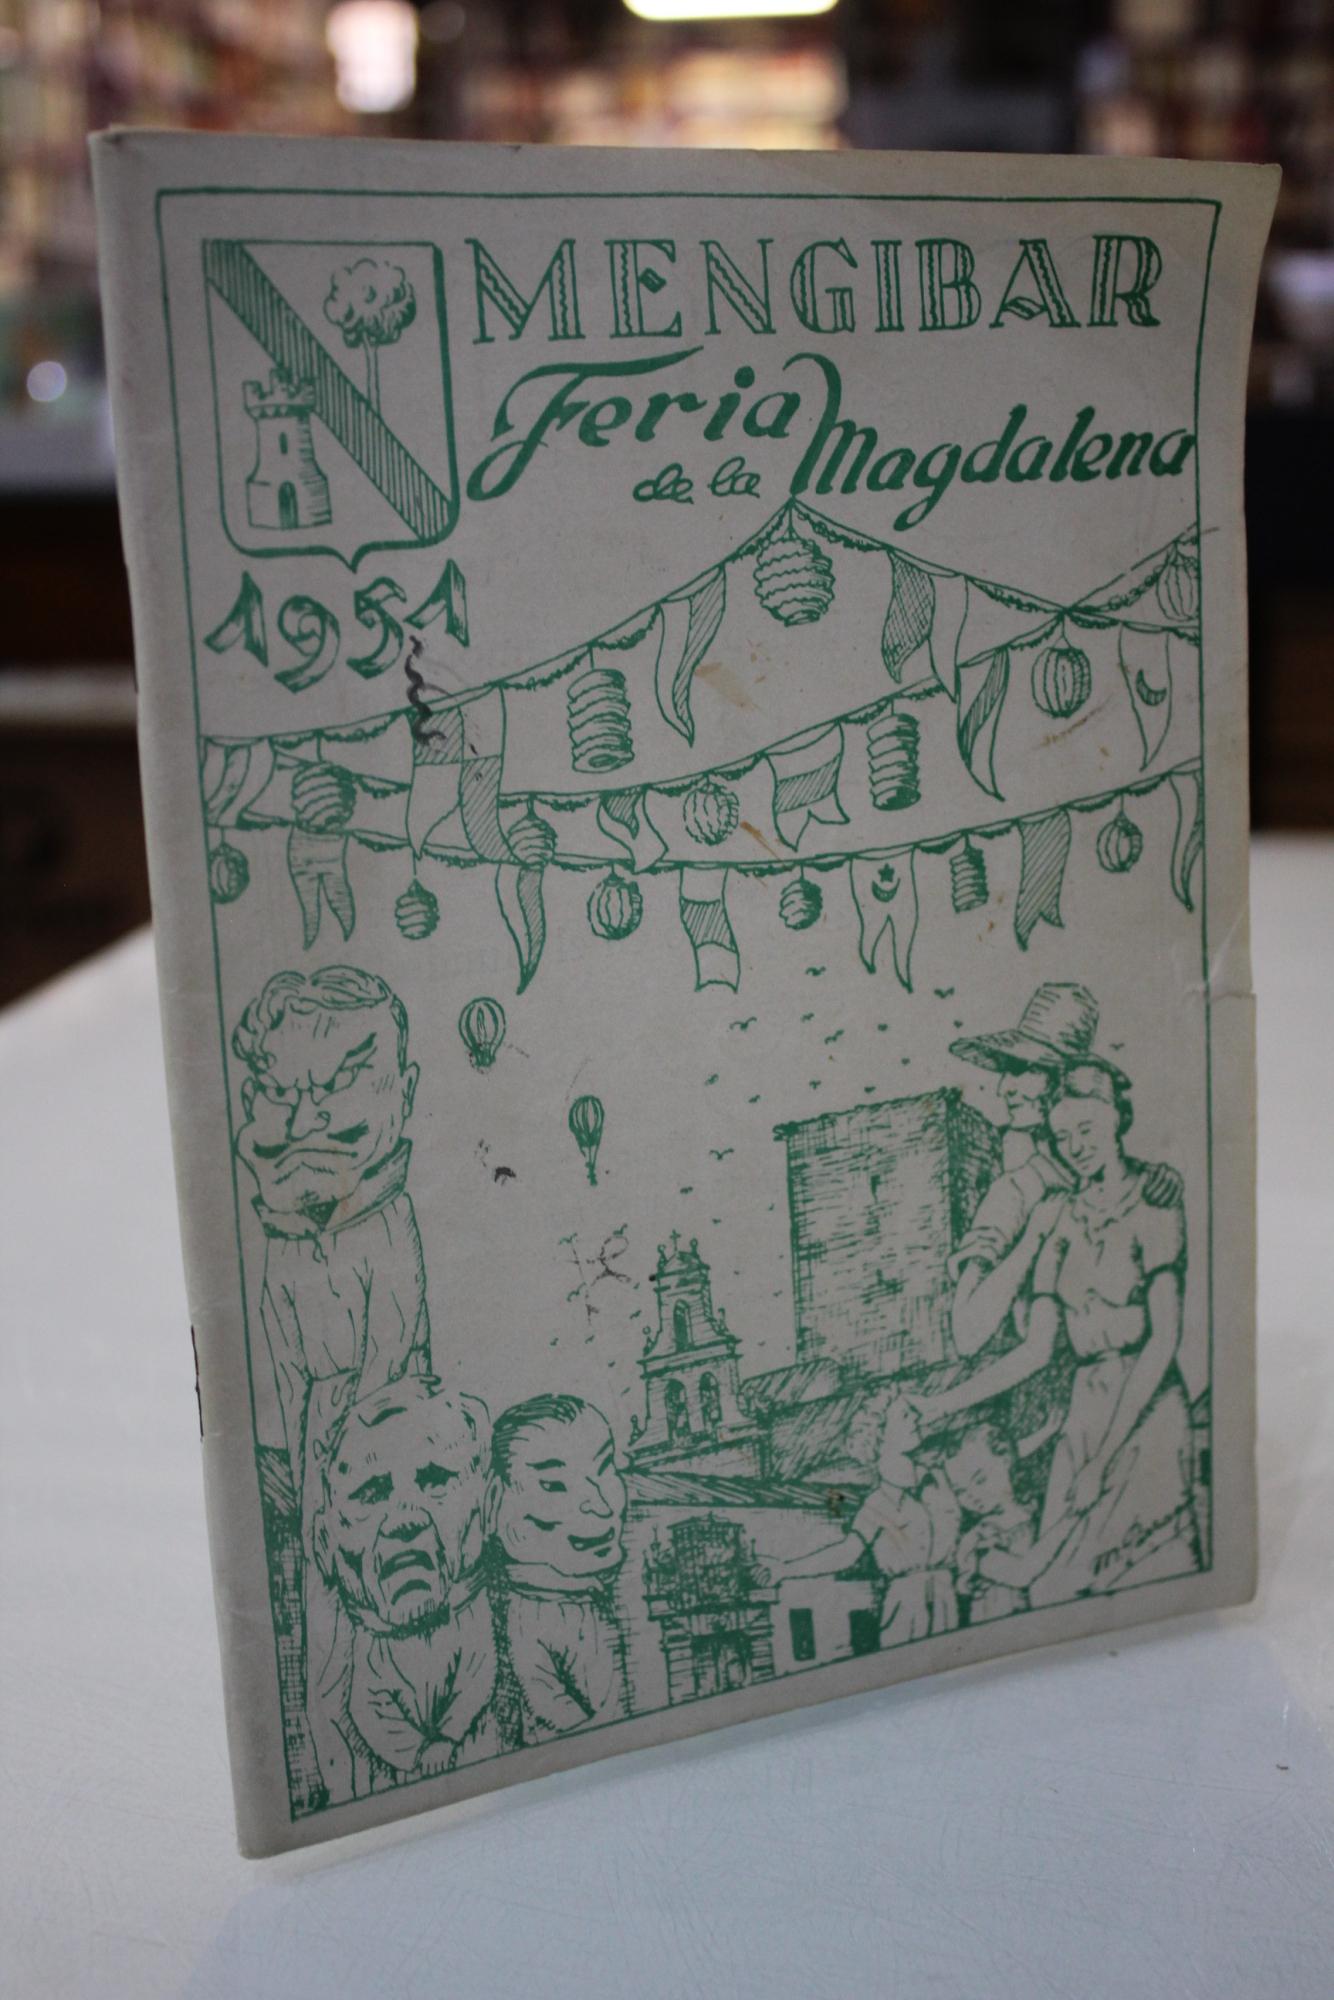 MENGIBAR
Feria
de la Magdalena
1951